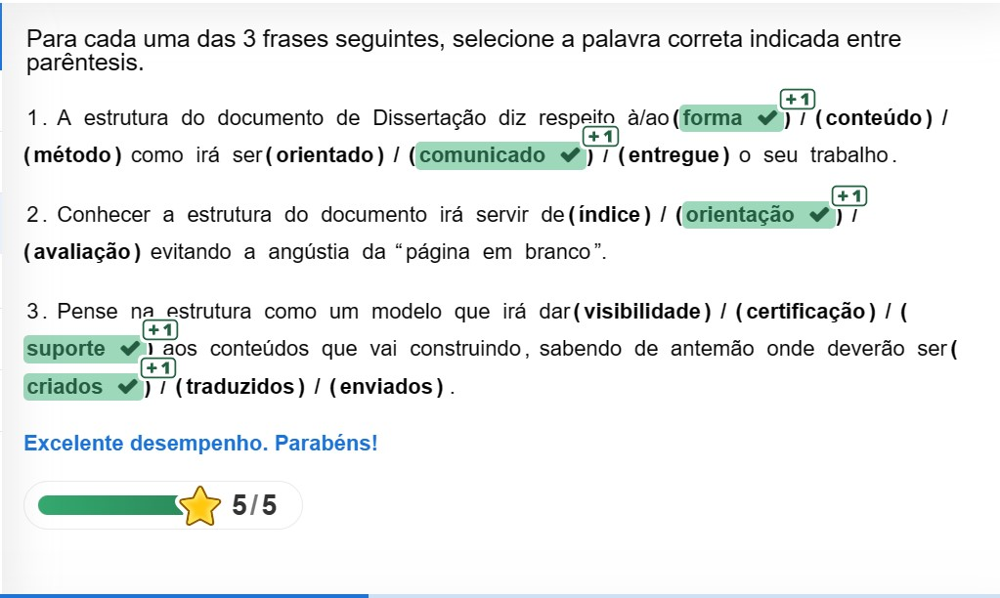 Para cada uma das 3 frases seguintes, selecione a palavra correta indicada entre
parêntesis.
1. A estrutura do documento de Dissertação diz respeito à/ao (forma ✔) +1 / (conteúdo) /
(método) como irá ser (orientado) / (comunicado ✔) +1 / (entregue) o seu trabalho.
2. Conhecer a estrutura do documento irá servir de (índice) / (orientação ✔) +1 /
(avaliação) evitando a angústia da “página em branco”.
3. Pense na estrutura como um modelo que irá dar (visibilidade) / (certificação) / (
suporte ✔) +1 aos conteúdos que vai construindo, sabendo de antemão onde deverão ser (
criados ✔) +1 / (traduzidos) / (enviados).
Excelente desempenho. Parabéns!
5/5